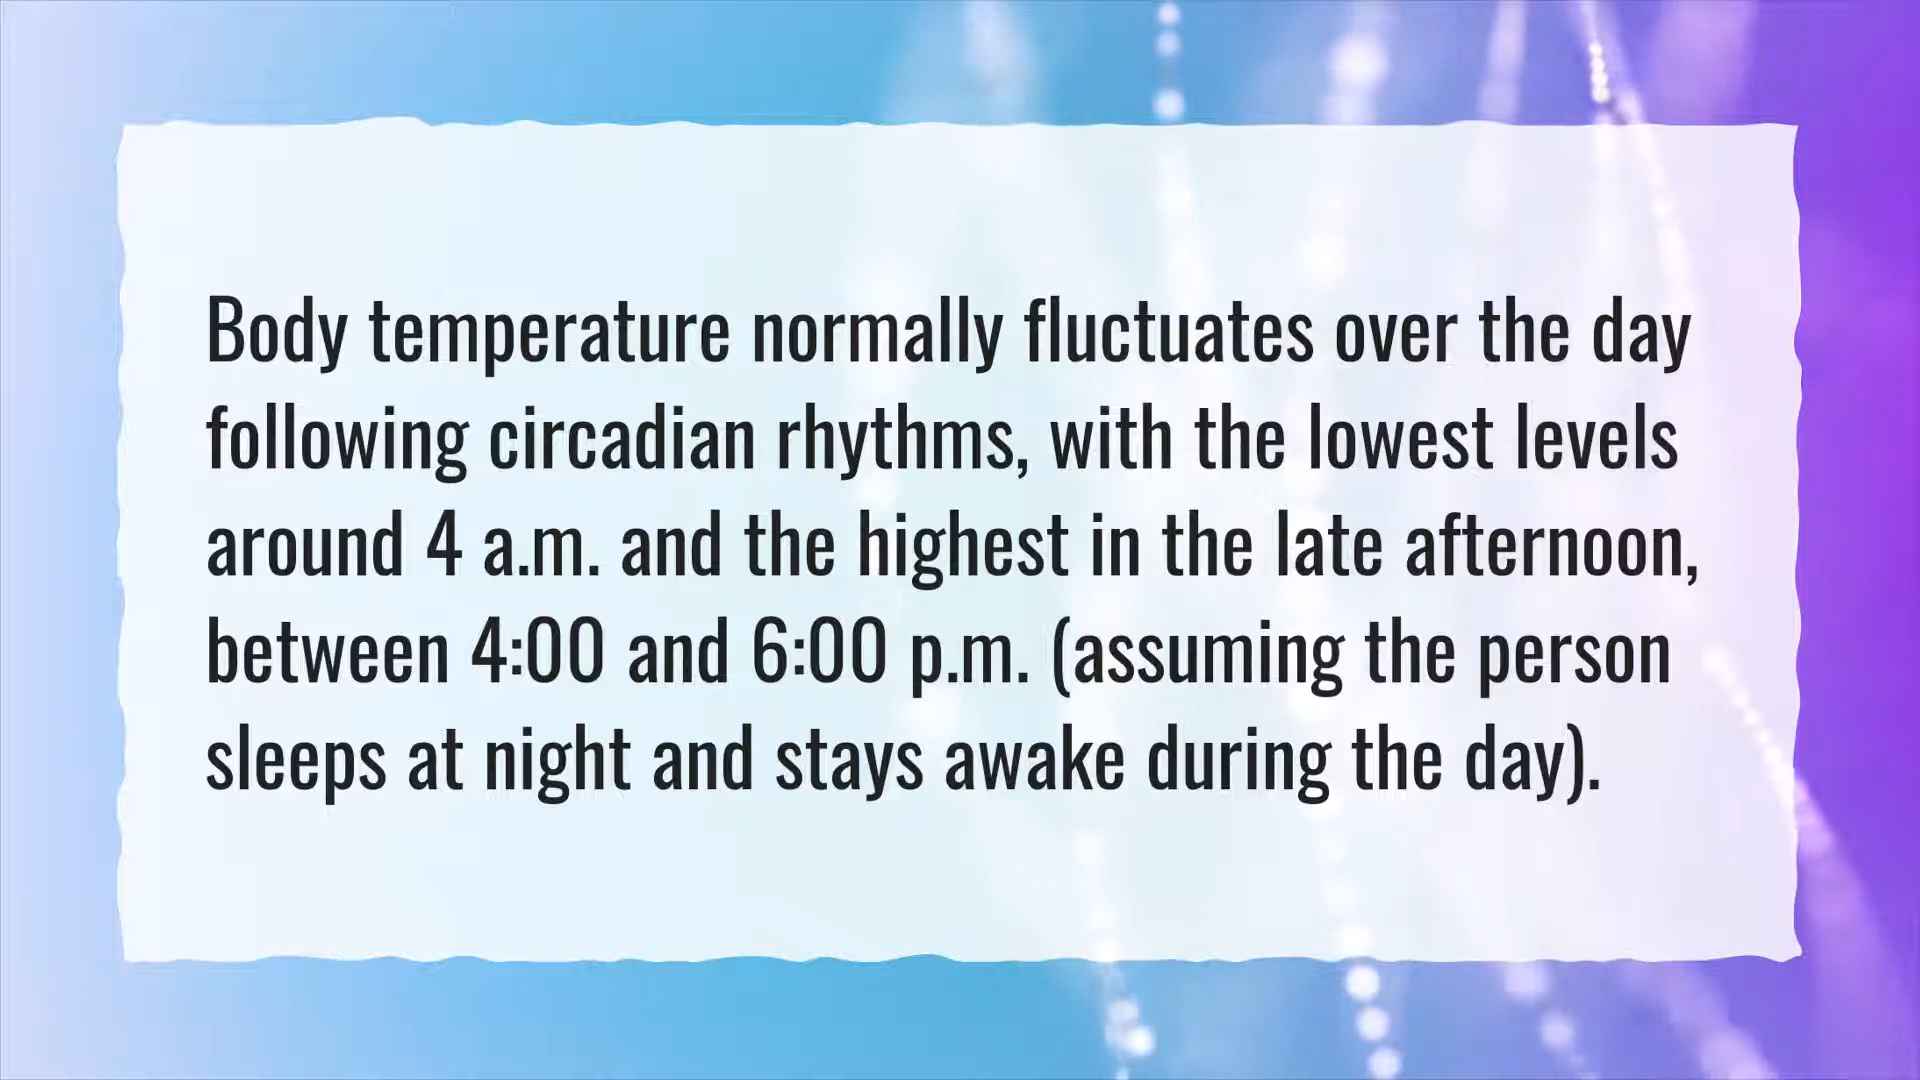 Body temperature normally fluctuates over the day
following circadian rhythms, with the lowest levels
around 4 a.m. and the highest in the late afternoon,
between 4:00 and 6:00 p.m. (assuming the person
sleeps at night and stays awake during the day).